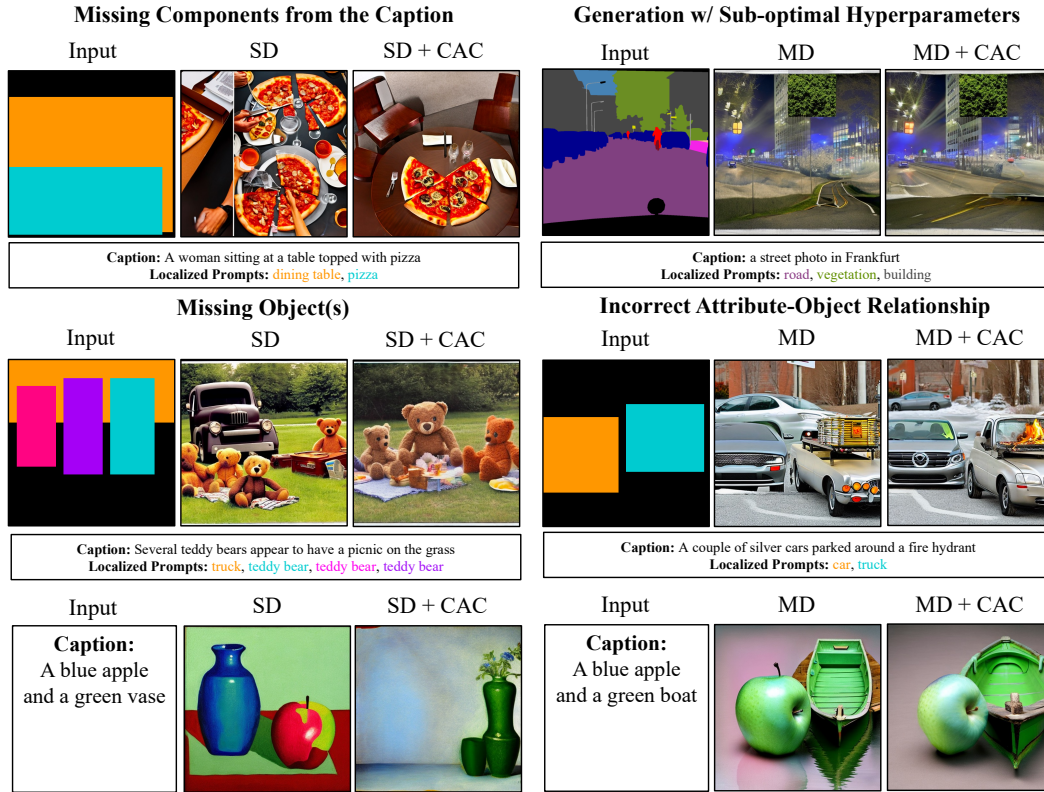 Missing Components from the Caption
Input SD SD + CAC
Caption: A woman sitting at a table topped with pizza
Localized Prompts: dining table, pizza
Generation w/ Sub-optimal Hyperparameters
Input MD MD + CAC
Caption: a street photo in Frankfurt
Localized Prompts: road, vegetation, building
Missing Object(s)
Input SD SD + CAC
Caption: Several teddy bears appear to have a picnic on the grass
Localized Prompts: truck, teddy bear, teddy bear, teddy bear
Incorrect Attribute-Object Relationship
Input MD MD + CAC
Caption: A couple of silver cars parked around a fire hydrant
Localized Prompts: car, truck
Input SD SD + CAC
Caption:
A blue apple
and a green vase
Input MD MD + CAC
Caption:
A blue apple
and a green boat